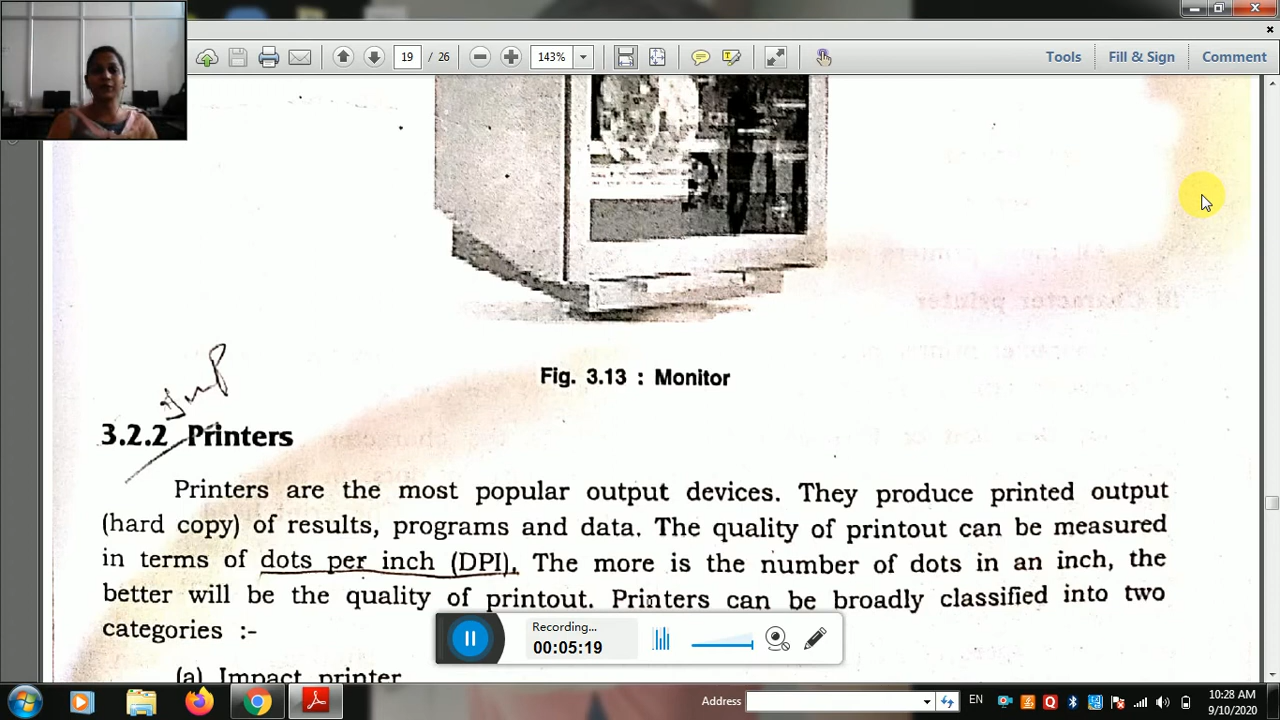 19 / 26
143%
Tools
Fill & Sign
Comment
Fig. 3.13 : Monitor
Imp
3.2.2 Printers
Printers are the most popular output devices. They produce printed output
(hard copy) of results, programs and data. The quality of printout can be measured
in terms of dots per inch (DPI). The more is the number of dots in an inch, the
better will be the quality of printout. Printers can be broadly classified into two
categories :-
Recording...
00:05:19
(a) Impact printer
Address
EN
10:28 AM
9/10/2020